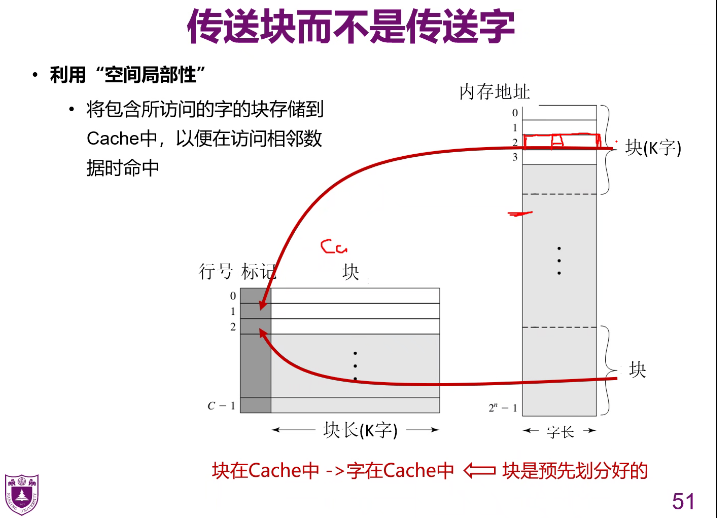 传送块而不是传送字
• 利用“空间局部性”
• 将包含所访问的字的块存储到
Cache中，以便在访问相邻数
据时命中
内存地址
0
1
2
3
块(K字)
块
2ⁿ − 1
字长
行号 标记 块
0
1
2
C − 1
块长(K字)
块在Cache中 ->字在Cache中 ⇐ 块是预先划分好的
51